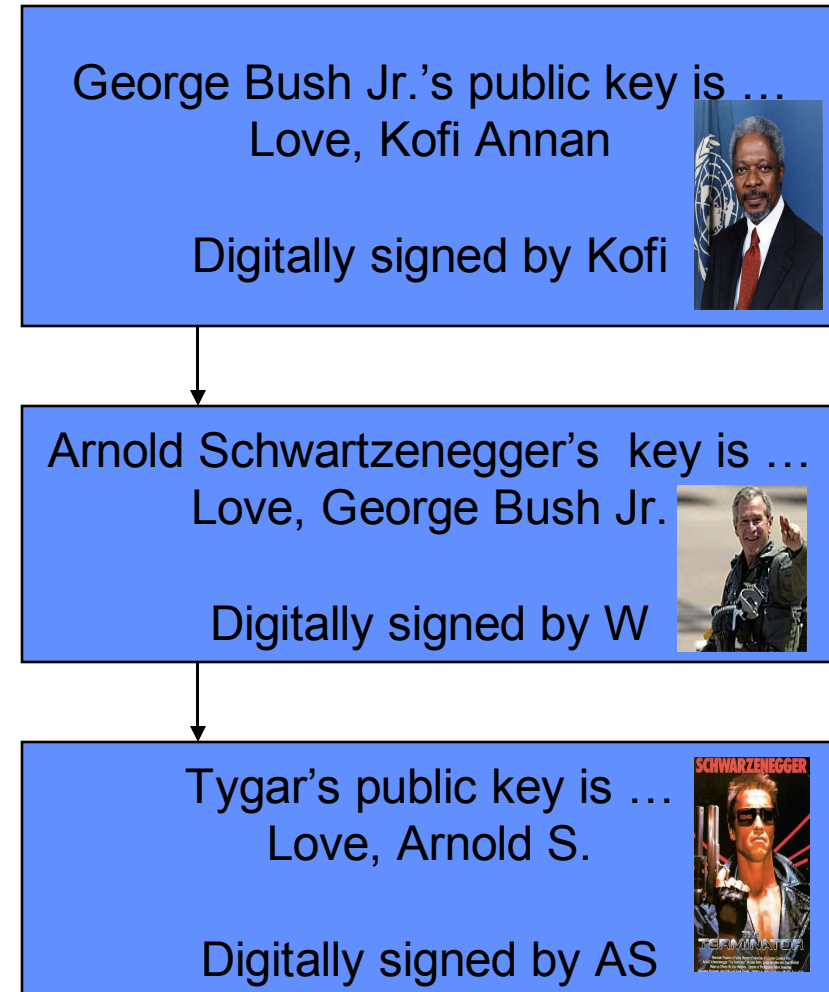 George Bush Jr.’s public key is …
Love, Kofi Annan
Digitally signed by Kofi
Arnold Schwartzenegger’s  key is …
Love, George Bush Jr.
Digitally signed by W
Tygar’s public key is …
Love, Arnold S.
Digitally signed by AS
SCHWARZENEGGER
THE
TERMINATOR